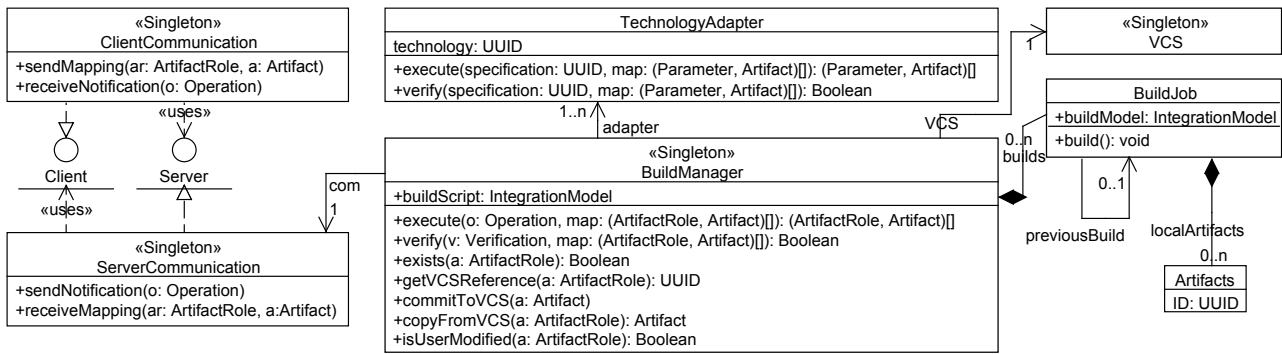 «Singleton»
ClientCommunication
+sendMapping(ar: ArtifactRole, a: Artifact)
+receiveNotification(o: Operation)
«uses»
Client
Server
«uses»
«Singleton»
ServerCommunication
+sendNotification(o: Operation)
+receiveMapping(ar: ArtifactRole, a:Artifact)
com
1
TechnologyAdapter
technology: UUID
+execute(specification: UUID, map: (Parameter, Artifact)[]): (Parameter, Artifact)[]
+verify(specification: UUID, map: (Parameter, Artifact)[]): Boolean
1..n
adapter
VCS
1
«Singleton»
BuildManager
+buildScript: IntegrationModel
+execute(o: Operation, map: (ArtifactRole, Artifact)[]): (ArtifactRole, Artifact)[]
+verify(v: Verification, map: (ArtifactRole, Artifact)[]): Boolean
+exists(a: ArtifactRole): Boolean
+getVCSReference(a: ArtifactRole): UUID
+commitToVCS(a: Artifact)
+copyFromVCS(a: ArtifactRole): Artifact
+isUserModified(a: ArtifactRole): Boolean
«Singleton»
VCS
0..n
builds
BuildJob
+buildModel: IntegrationModel
+build(): void
0..1
previousBuild
localArtifacts
0..n
Artifacts
ID: UUID